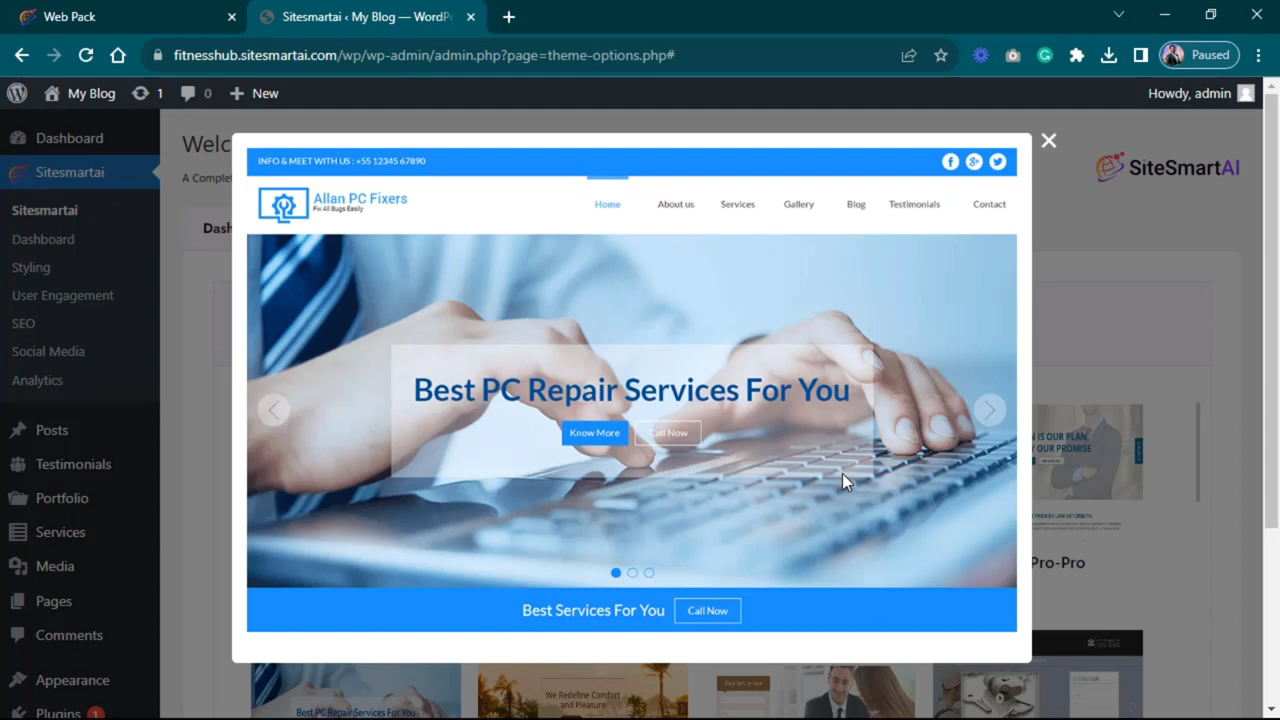 Web Pack
Sitesmartai ‹ My Blog — WordPr
fitnesshub.sitesmartai.com/wp/wp-admin/admin.php?page=theme-options.php#
Paused
My Blog
1
0
New
Howdy, admin
Dashboard
Sitesmartai
Sitesmartai
Dashboard
Styling
User Engagement
SEO
Social Media
Analytics
Posts
Testimonials
Portfolio
Services
Media
Pages
Comments
Appearance
Plugins 1
Welc
A Complet
Dash
SiteSmartAI
INFO & MEET WITH US : +55 12345 67890
Allan PC Fixers
Fix All Bugs Easily
Home
About us
Services
Gallery
Blog
Testimonials
Contact
Best PC Repair Services For You
Know More
Call Now
Best Services For You
Call Now
N IS OUR PLAN,
OUR PROMISE
Pro-Pro
Best PC Repair Services For You
We Redefine Comfort
and Pleasure